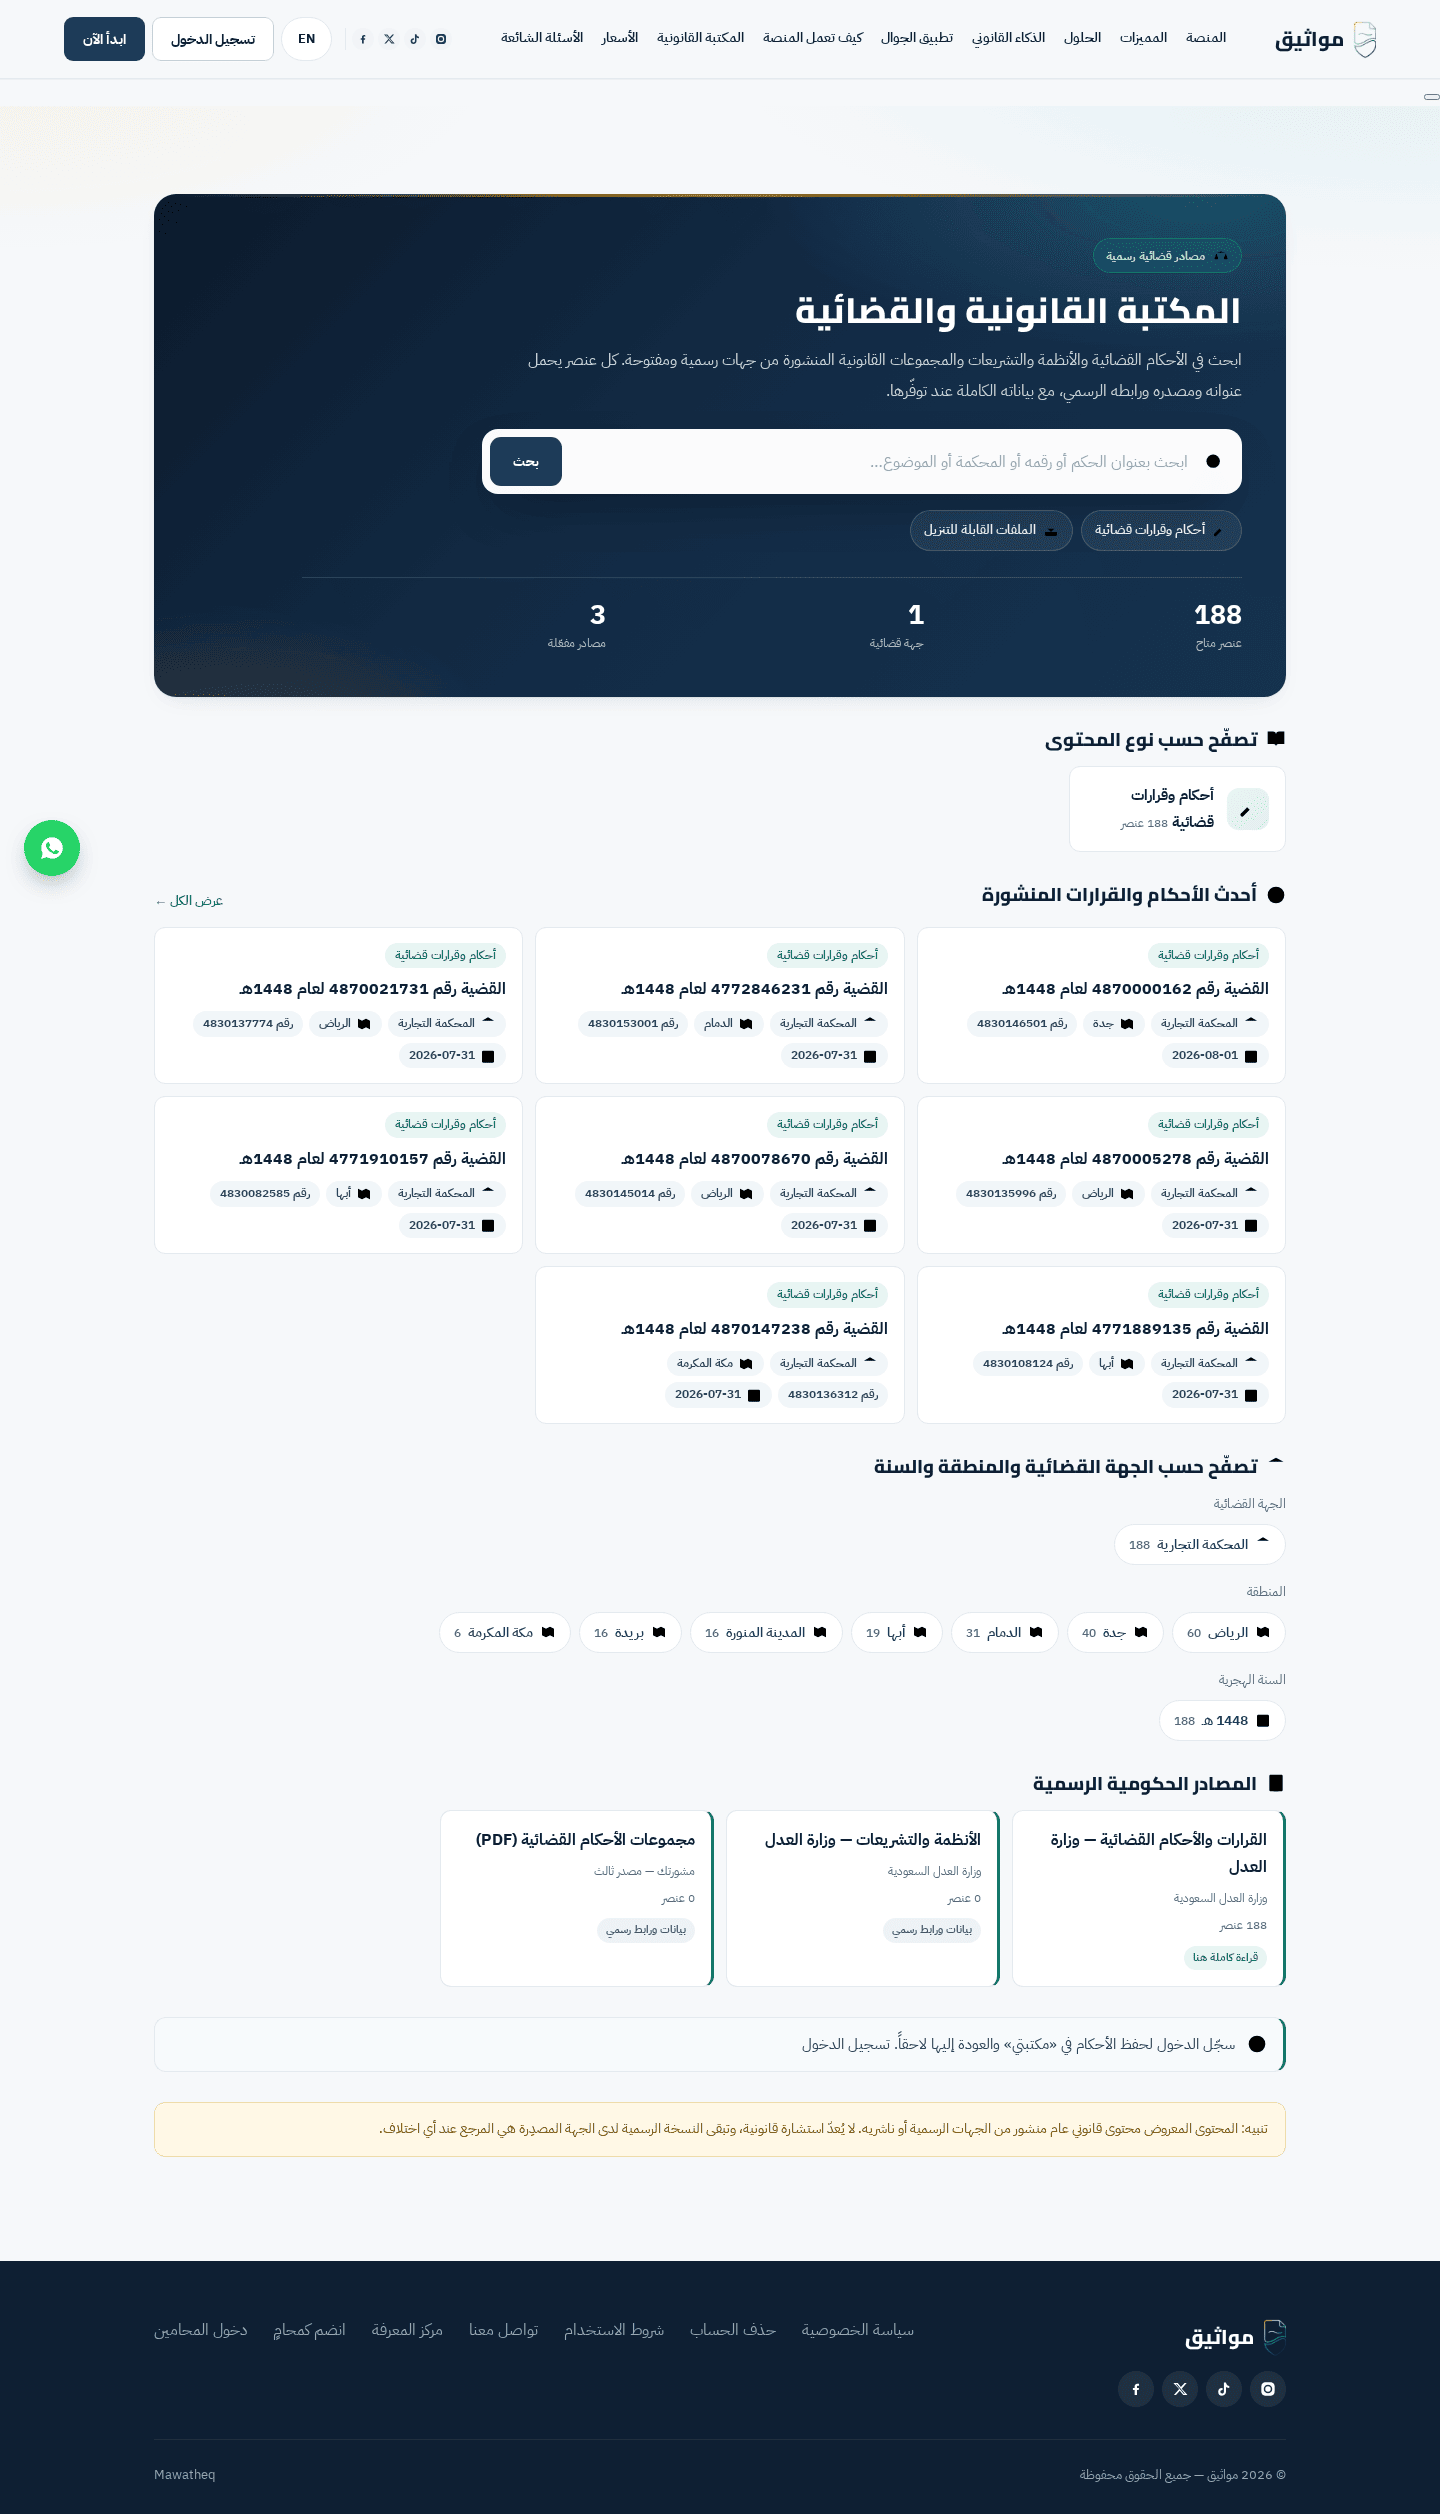 مواثيق
المنصة المميزات الحلول الذكاء القانوني تطبيق الجوال كيف تعمل المنصة المكتبة القانونية الأسعار الأسئلة الشائعة
EN
تسجيل الدخول
ابدأ الآن
مصادر قضائية رسمية
المكتبة القانونية والقضائية
ابحث في الأحكام القضائية والأنظمة والتشريعات والمجموعات القانونية المنشورة من جهات رسمية ومفتوحة. كل عنصر يحمل
عنوانه ومصدره ورابطه الرسمي، مع بياناته الكاملة عند توفّرها.
ابحث بعنوان الحكم أو رقمه أو المحكمة أو الموضوع...
بحث
أحكام وقرارات قضائية
الملفات القابلة للتنزيل
188 1 3
عنصر متاح جهة قضائية مصادر مفعّلة
تصفّح حسب نوع المحتوى
أحكام وقرارات
قضائية 188 عنصر
أحدث الأحكام والقرارات المنشورة
عرض الكل ←
أحكام وقرارات قضائية
القضية رقم 4870000162 لعام 1448هـ
المحكمة التجارية جدة رقم 4830146501
2026-08-01
أحكام وقرارات قضائية
القضية رقم 4772846231 لعام 1448هـ
المحكمة التجارية الدمام رقم 4830153001
2026-07-31
أحكام وقرارات قضائية
القضية رقم 4870021731 لعام 1448هـ
المحكمة التجارية الرياض رقم 4830137774
2026-07-31
أحكام وقرارات قضائية
القضية رقم 4870005278 لعام 1448هـ
المحكمة التجارية الرياض رقم 4830135996
2026-07-31
أحكام وقرارات قضائية
القضية رقم 4870078670 لعام 1448هـ
المحكمة التجارية الرياض رقم 4830145014
2026-07-31
أحكام وقرارات قضائية
القضية رقم 4771910157 لعام 1448هـ
المحكمة التجارية أبها رقم 4830082585
2026-07-31
أحكام وقرارات قضائية
القضية رقم 4771889135 لعام 1448هـ
المحكمة التجارية أبها رقم 4830108124
2026-07-31
أحكام وقرارات قضائية
القضية رقم 4870147238 لعام 1448هـ
المحكمة التجارية مكة المكرمة
رقم 4830136312 2026-07-31
تصفّح حسب الجهة القضائية والمنطقة والسنة
الجهة القضائية
المحكمة التجارية 188
المنطقة
الرياض 60 جدة 40 الدمام 31 أبها 19 المدينة المنورة 16 بريدة 16 مكة المكرمة 6
السنة الهجرية
1448 هـ 188
المصادر الحكومية الرسمية
القرارات والأحكام القضائية — وزارة
العدل
وزارة العدل السعودية
188 عنصر
قراءة كاملة هنا
الأنظمة والتشريعات — وزارة العدل
وزارة العدل السعودية
0 عنصر
بيانات ورابط رسمي
مجموعات الأحكام القضائية (PDF)
مشورتك — مصدر ثالث
0 عنصر
بيانات ورابط رسمي
سجّل الدخول لحفظ الأحكام في «مكتبتي» والعودة إليها لاحقاً. تسجيل الدخول
تنبيه: المحتوى المعروض محتوى قانوني عام منشور من الجهات الرسمية أو ناشريه. لا يُعدّ استشارة قانونية، وتبقى النسخة الرسمية لدى الجهة المصدِرة هي المرجع عند أي اختلاف.
مواثيق
سياسة الخصوصية حذف الحساب شروط الاستخدام تواصل معنا مركز المعرفة انضم كمحامٍ دخول المحامين
© 2026 مواثيق — جميع الحقوق محفوظة
Mawatheq